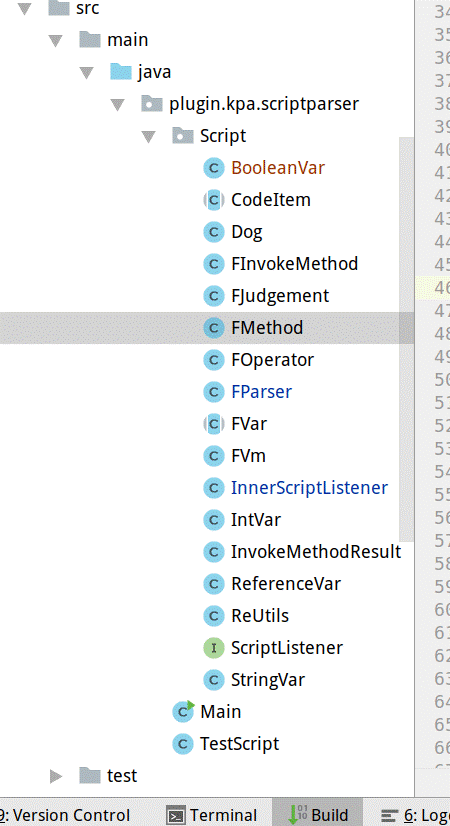 src
main
java
plugin.kpa.scriptparser
Script
BooleanVar
CodeItem
Dog
FInvokeMethod
FJudgement
FMethod
FOperator
FParser
FVar
FVm
InnerScriptListener
IntVar
InvokeMethodResult
ReferenceVar
ReUtils
ScriptListener
StringVar
Main
TestScript
test
34
35
36
37
38
39
40
41
42
43
44
45
46
47
48
49
50
51
52
53
54
55
56
57
58
59
60
61
62
63
64
65
66
9: Version Control Terminal Build 6: Log